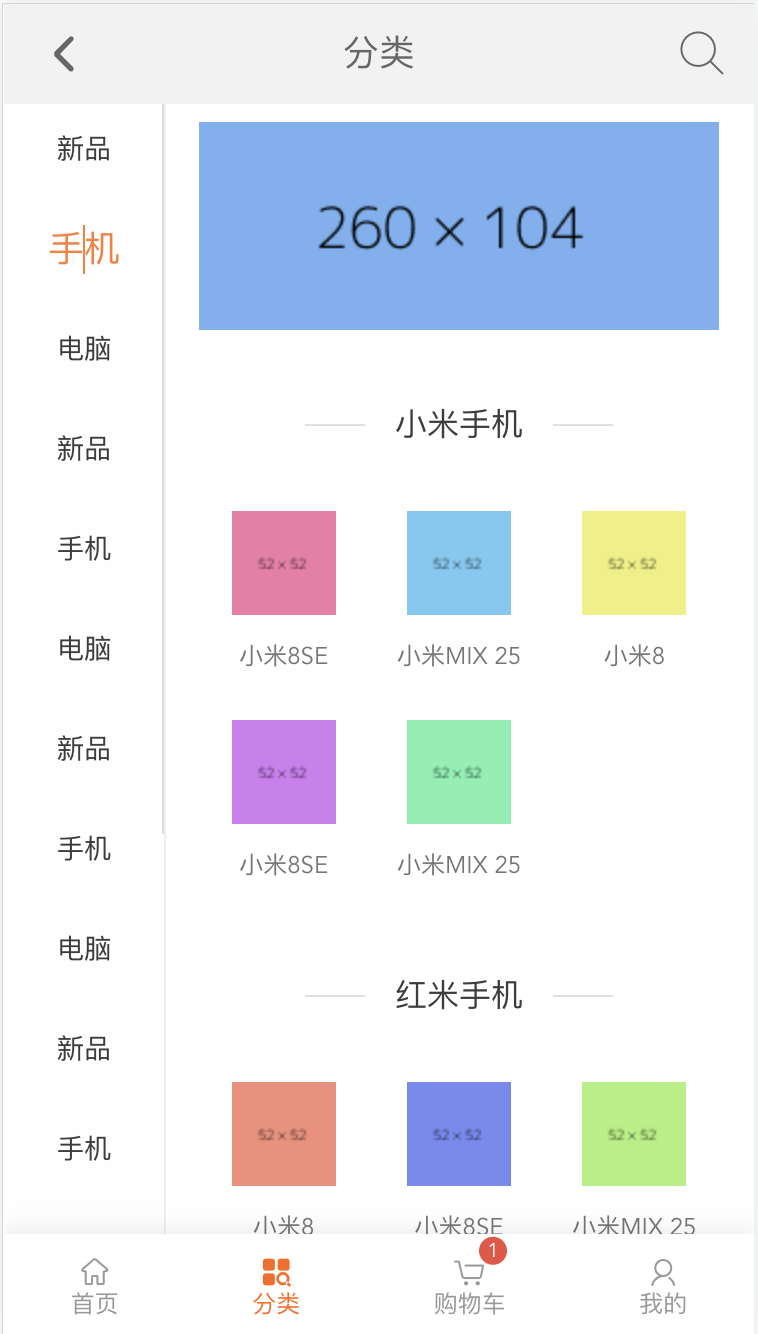 分类
新品
手机
电脑
新品
手机
电脑
新品
手机
电脑
新品
手机
260 × 104
小米手机
52 × 52
52 × 52
52 × 52
小米8SE
小米MIX 25
小米8
52 × 52
52 × 52
小米8SE
小米MIX 25
红米手机
52 × 52
52 × 52
52 × 52
小米8
小米8SE
小米MIX 25
首页
分类
1
购物车
我的